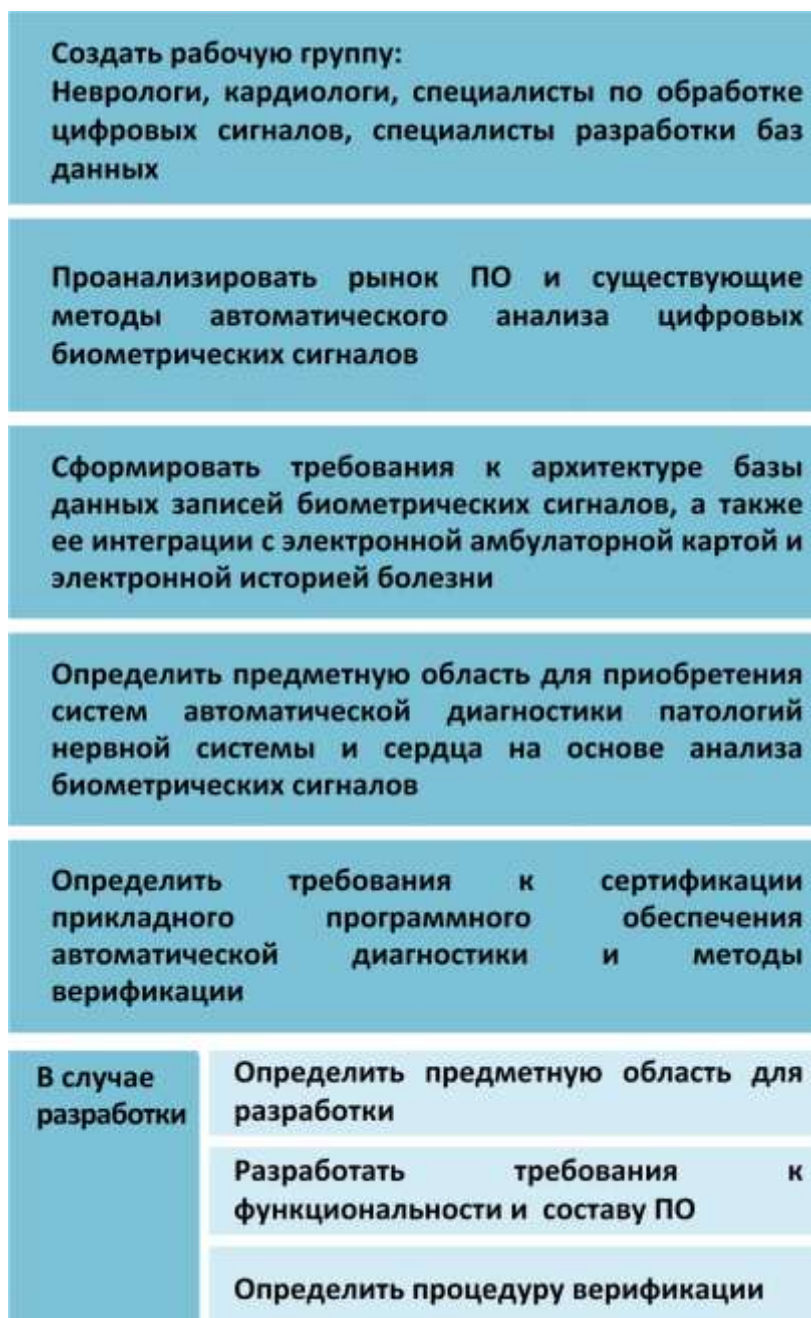 Создать рабочую группу:
Неврологи, кардиологи, специалисты по обработке
цифровых сигналов, специалисты разработки баз
данных
Проанализировать рынок ПО и существующие
методы автоматического анализа цифровых
биометрических сигналов
Сформировать требования к архитектуре базы
данных записей биометрических сигналов, а также
ее интеграции с электронной амбулаторной картой и
электронной историей болезни
Определить предметную область для приобретения
систем автоматической диагностики патологий
нервной системы и сердца на основе анализа
биометрических сигналов
Определить требования к сертификации
прикладного программного обеспечения
автоматической диагностики и методы
верификации
В случае
разработки
Определить предметную область для
разработки
Разработать требования к
функциональности и составу ПО
Определить процедуру верификации